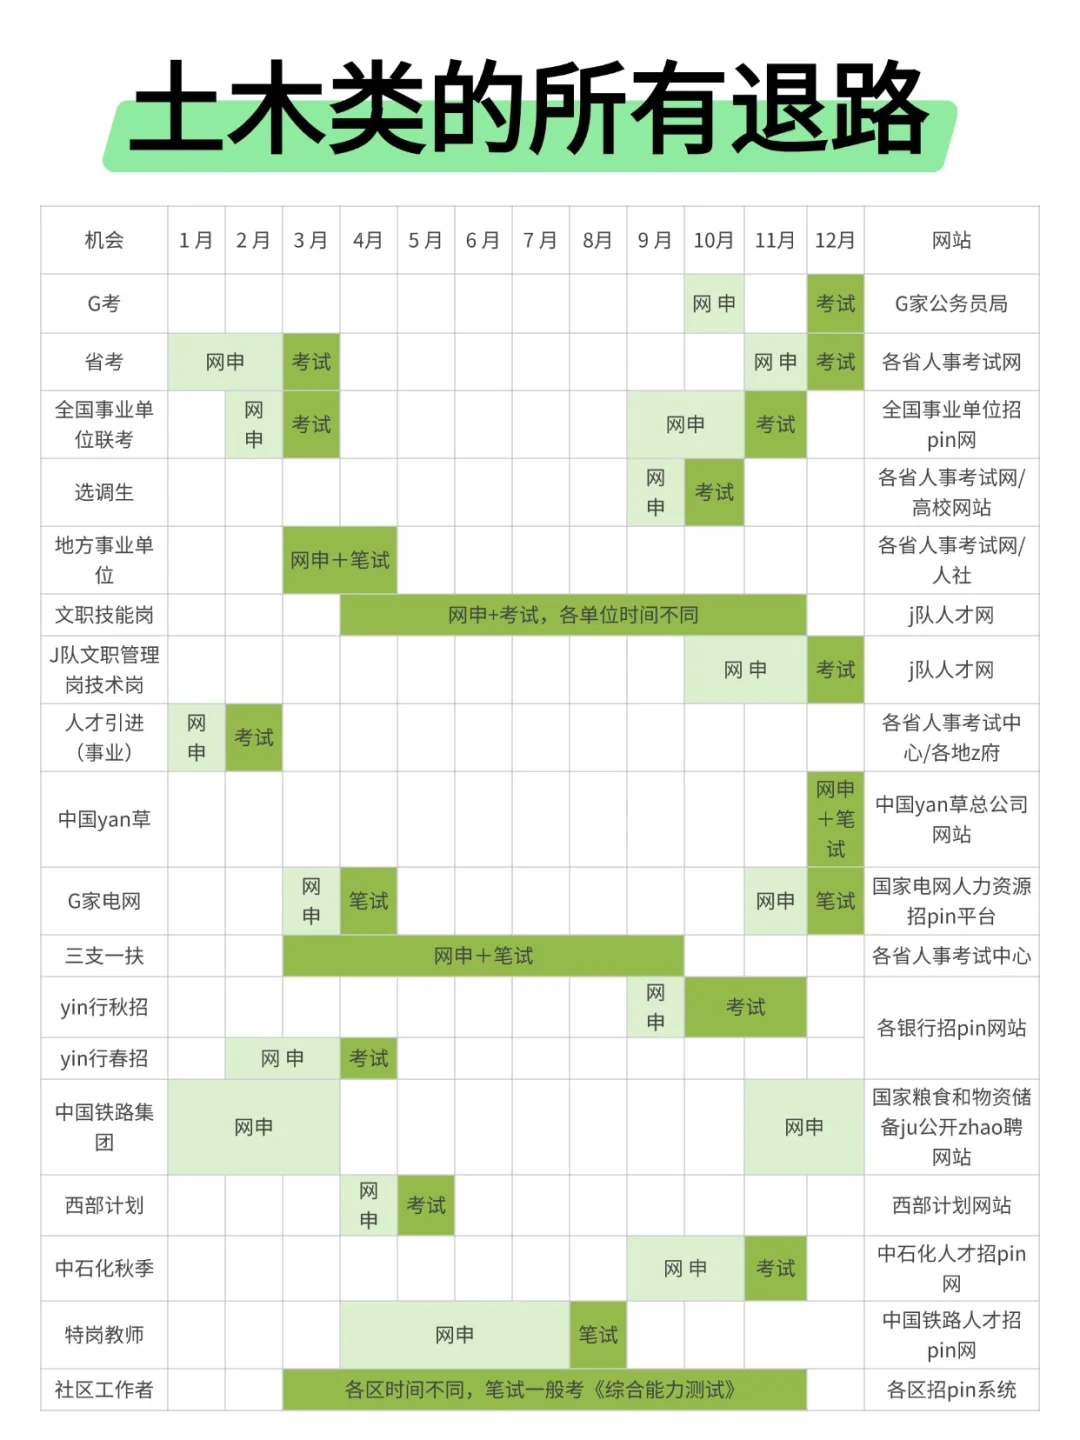 土木类的所有退路
机会 1月 2月 3月 4月 5月 6月 7月 8月 9月 10月 11月 12月 网站
G考 网申 考试 G家公务员局
省考 网申 考试 网申 考试 各省人事考试网
全国事业单
位联考
网
申
考试 网申 考试
全国事业单位招
pin网
选调生
网
申
考试
各省人事考试网/
高校网站
地方事业单
位
网申+笔试
各省人事考试网/
人社
文职技能岗 网申+考试，各单位时间不同 j队人才网
J队文职管理
岗技术岗
网申 考试 j队人才网
人才引进
（事业）
网
申
考试
各省人事考试中
心/各地z府
中国yan草
网申
+笔
试
中国yan草总公司
网站
G家电网
网
申
笔试 网申 笔试
国家电网人力资源
招pin平台
三支一扶 网申+笔试 各省人事考试中心
yin行秋招
网
申
考试
各银行招pin网站
yin行春招 网申 考试
中国铁路集
团
网申 网申
国家粮食和物资储
备ju公开zhao聘
网站
西部计划
网
申
考试 西部计划网站
中石化秋季 网申 考试
中石化人才招pin
网
特岗教师 网申 笔试
中国铁路人才招
pin网
社区工作者 各区时间不同，笔试一般考《综合能力测试》 各区招pin系统